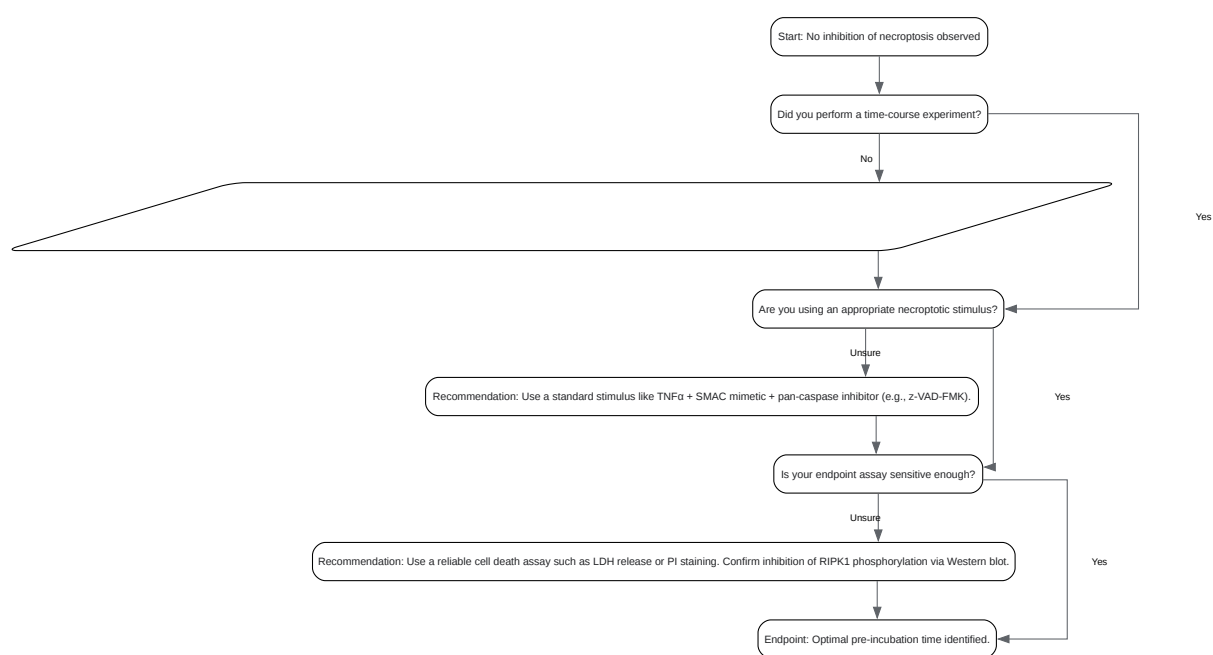 Start: No inhibition of necroptosis observed
Did you perform a time-course experiment?
No
Yes
Are you using an appropriate necroptotic stimulus?
Unsure
Recommendation: Use a standard stimulus like TNFα + SMAC mimetic + pan-caspase inhibitor (e.g., z-VAD-FMK).
Yes
Is your endpoint assay sensitive enough?
Unsure
Recommendation: Use a reliable cell death assay such as LDH release or PI staining. Confirm inhibition of RIPK1 phosphorylation via Western blot.
Yes
Endpoint: Optimal pre-incubation time identified.